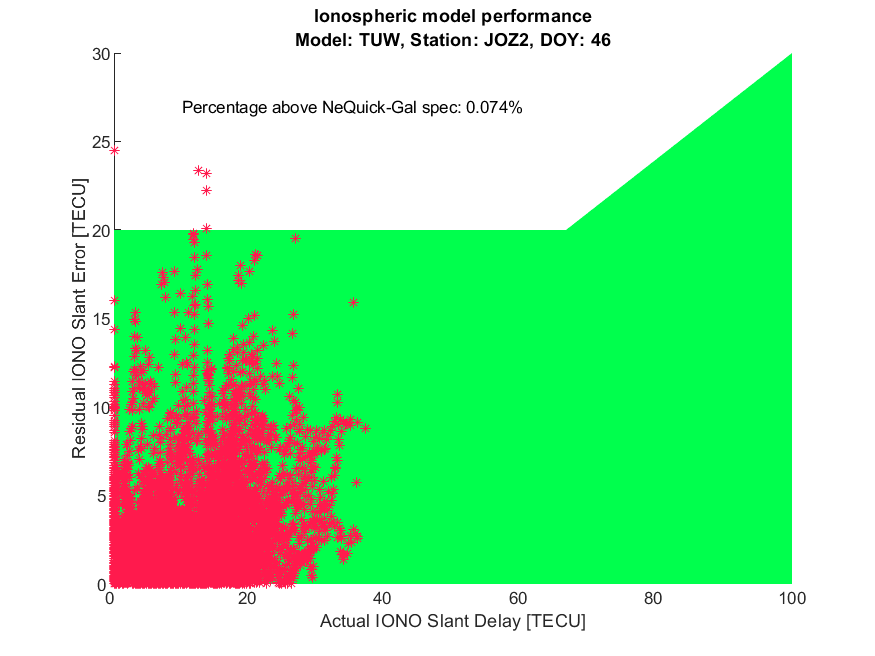 Ionospheric model performance
Model: TUW, Station: JOZ2, DOY: 46
Percentage above NeQuick-Gal spec: 0.074%
30
25
20
15
10
5
0
Residual IONO Slant Error [TECU]
0 20 40 60 80 100
Actual IONO Slant Delay [TECU]